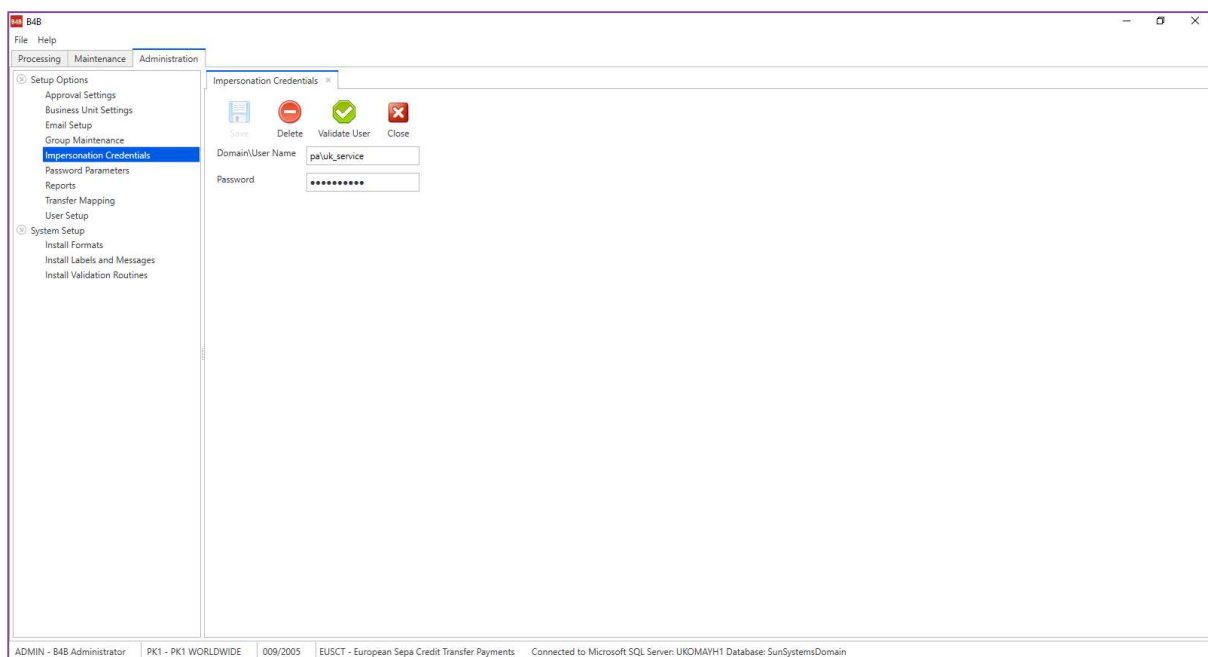 B4B B4B
File Help
Processing Maintenance Administration
Setup Options
Approval Settings
Business Unit Settings
Email Setup
Group Maintenance
Impersonation Credentials
Password Parameters
Reports
Transfer Mapping
User Setup
System Setup
Install Formats
Install Labels and Messages
Install Validation Routines
Impersonation Credentials
Save Delete Validate User Close
Domain\User Name pa\uk_service
Password ••••••••••
ADMIN - B4B Administrator PK1 - PK1 WORLDWIDE 009/2005 EUSCT - European Sepa Credit Transfer Payments Connected to Microsoft SQL Server: UKOMAYH1 Database: SunSystemsDomain